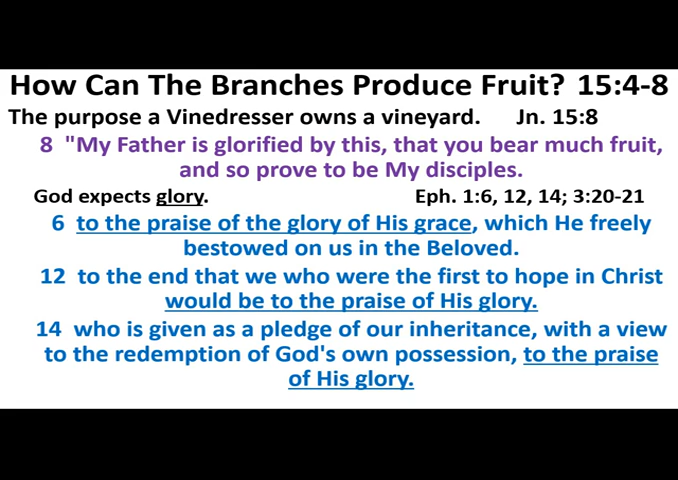 How Can The Branches Produce Fruit? 15:4-8
The purpose a Vinedresser owns a vineyard. Jn. 15:8
8 "My Father is glorified by this, that you bear much fruit,
and so prove to be My disciples.
God expects glory. Eph. 1:6, 12, 14; 3:20-21
6 to the praise of the glory of His grace, which He freely
bestowed on us in the Beloved.
12 to the end that we who were the first to hope in Christ
would be to the praise of His glory.
14 who is given as a pledge of our inheritance, with a view
to the redemption of God's own possession, to the praise
of His glory.